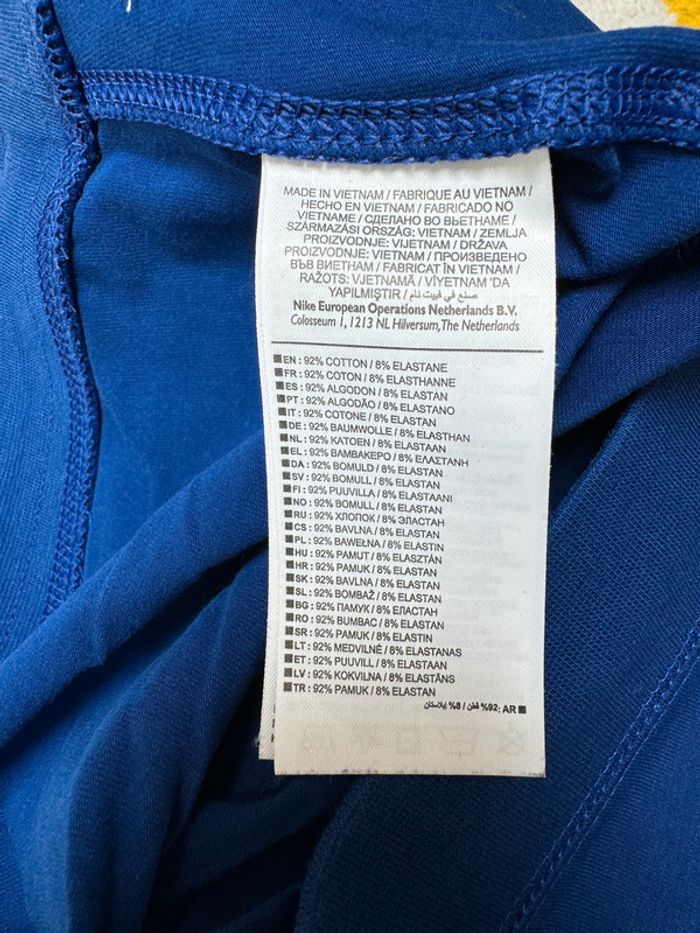 MADE IN VIETNAM / FABRIQUE AU VIETNAM /
HECHO EN VIETNAM / FABRICADO NO
VIETNAME / СДЕЛАНО ВО ВЬЕТНАМЕ /
SZÁRMAZÁSI ORSZÁG: VIETNAM / ZEMLJA
PROIZVODNJE: VIJETNAM / DRŽAVA
PROIZVODNJE: VIETNAM / ПРОИЗВЕДЕНО
ВЪВ ВИЕТНАМ / FABRICAT ÎN VIETNAM /
RAŽOTS: VJETNAMĀ / VİYETNAM 'DA
YAPILMIŞTIR / صنع في فييت نام
Nike European Operations Netherlands B.V.
Colosseum 1, 1213 NL Hilversum, The Netherlands
EN : 92% COTTON / 8% ELASTANE
FR : 92% COTON / 8% ELASTHANNE
ES : 92% ALGODON / 8% ELASTAN
PT : 92% ALGODÃO / 8% ELASTANO
IT : 92% COTONE / 8% ELASTAN
DE : 92% BAUMWOLLE / 8% ELASTHAN
NL : 92% KATOEN / 8% ELASTAAN
EL : 92% ΒΑΜΒΑΚΕΡΟ / 8% ΕΛΑΣΤΑΝΗ
DA : 92% BOMULD / 8% ELASTAN
SV : 92% BOMULL / 8% ELASTAN
FI : 92% PUUVILLA / 8% ELASTAANI
NO : 92% BOMULL / 8% ELASTAN
RU : 92% ХЛОПОК / 8% ЭЛАСТАН
CS : 92% BAVLNA / 8% ELASTAN
PL : 92% BAWEŁNA / 8% ELASTIN
HU : 92% PAMUT / 8% ELASZTÁN
HR : 92% PAMUK / 8% ELASTAN
SK : 92% BAVLNA / 8% ELASTAN
SL : 92% BOMBAŽ / 8% ELASTAN
BG : 92% ПАМУК / 8% ЕЛАСТАН
RO : 92% BUMBAC / 8% ELASTAN
SR : 92% PAMUK / 8% ELASTIN
LT : 92% MEDVILNĖ / 8% ELASTANAS
ET : 92% PUUVILL / 8% ELASTAAN
LV : 92% KOKVILNA / 8% ELASTĀNS
TR : 92% PAMUK / 8% ELASTAN
AR :92% قطن / 8% إيلاستان